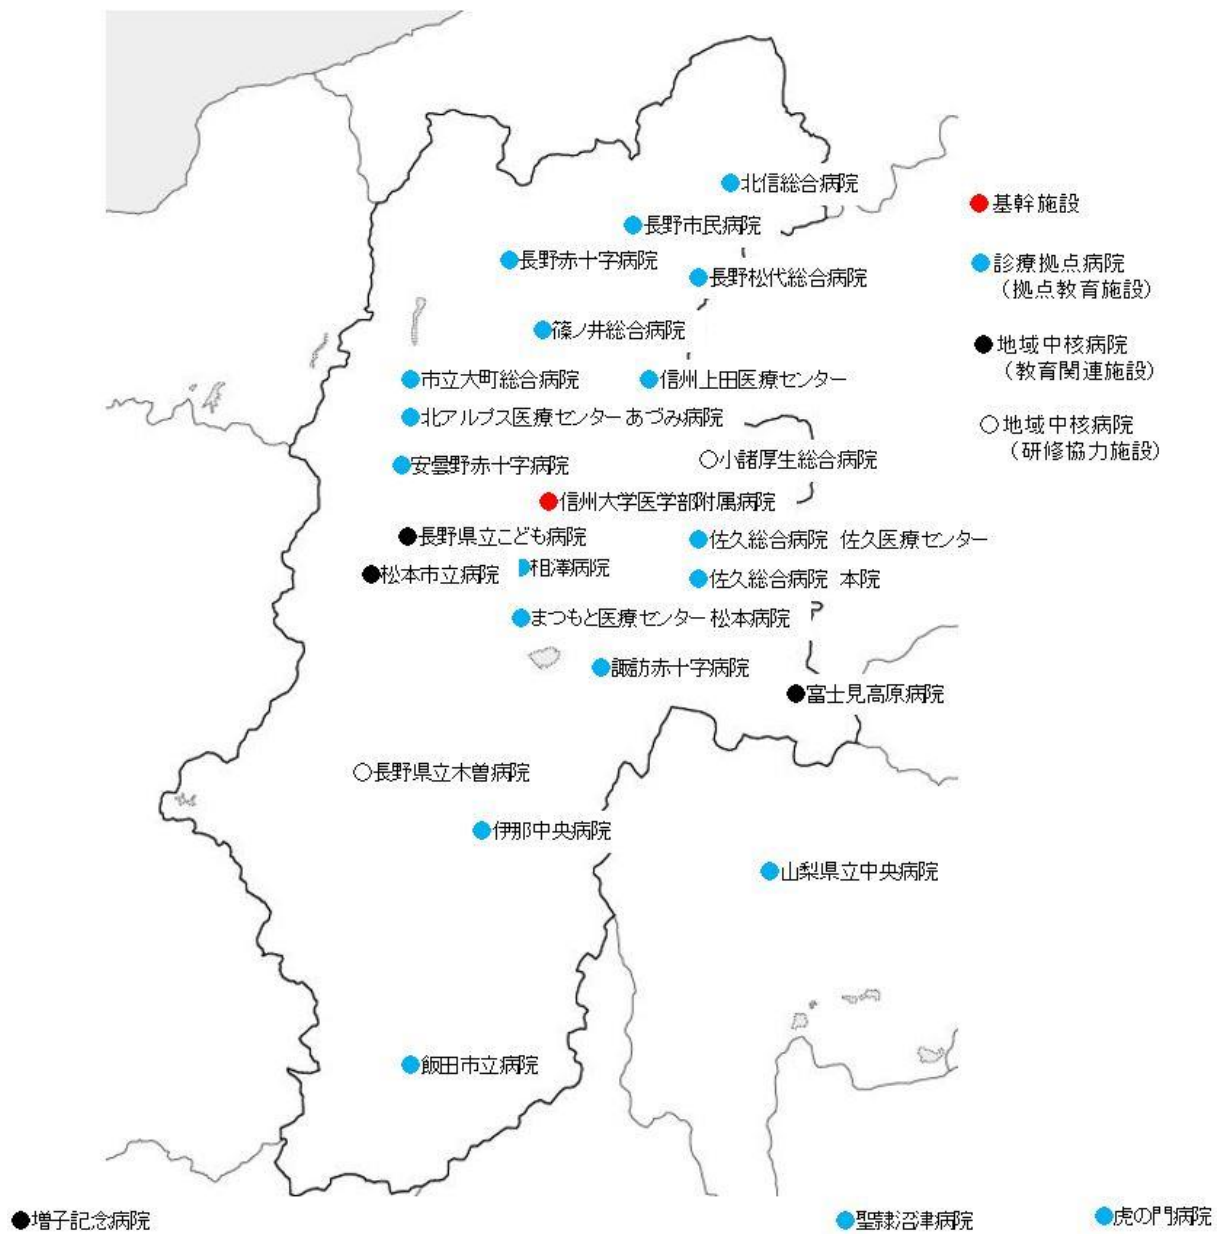 北信総合病院
長野市民病院
長野赤十字病院
長野松代総合病院
篠ノ井総合病院
市立大町総合病院
信州上田医療センター
北アルプス医療センター あづみ病院
小諸厚生総合病院
安曇野赤十字病院
信州大学医学部附属病院
長野県立こども病院
佐久総合病院 佐久医療センター
相澤病院
松本市立病院
佐久総合病院 本院
まつもと医療センター 松本病院
諏訪赤十字病院
富士見高原病院
長野県立木曽病院
伊那中央病院
山梨県立中央病院
飯田市立病院
増子記念病院
聖隷沼津病院
虎の門病院
基幹施設
診療拠点病院
(拠点教育施設)
地域中核病院
(教育関連施設)
地域中核病院
(研修協力施設)